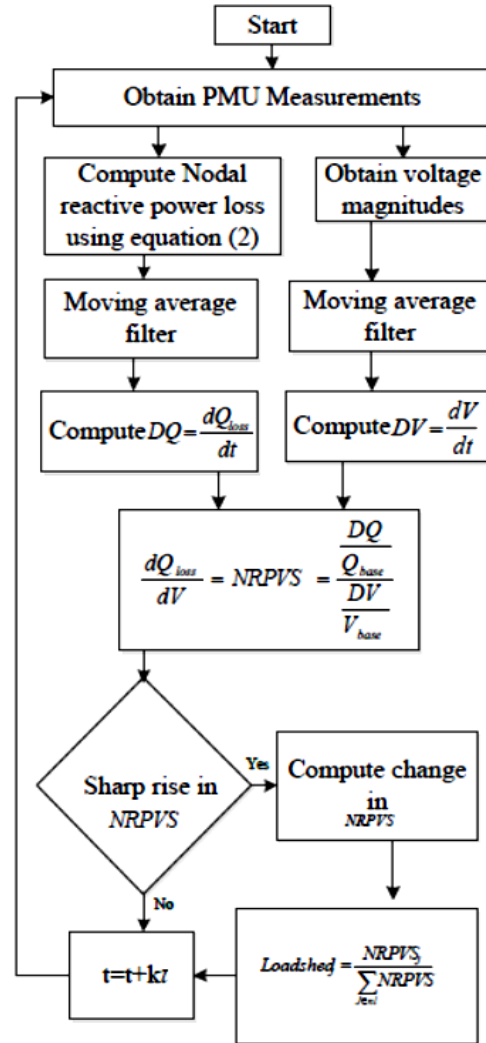 Start
Obtain PMU Measurements
Compute Nodal
reactive power loss
using equation (2)
Obtain voltage
magnitudes
Moving average
filter
Moving average
filter
Compute DQ = dQ_loss / dt
Compute DV = dV / dt
dQ_loss / dV = NRPVS = (DQ / Q_base) / (DV / V_base)
Sharp rise in
NRPVS
Yes
Compute change
in
NRPVS
No
t=t+kt
Loadshed_j = NRPVS_j / ∑ NRPVS